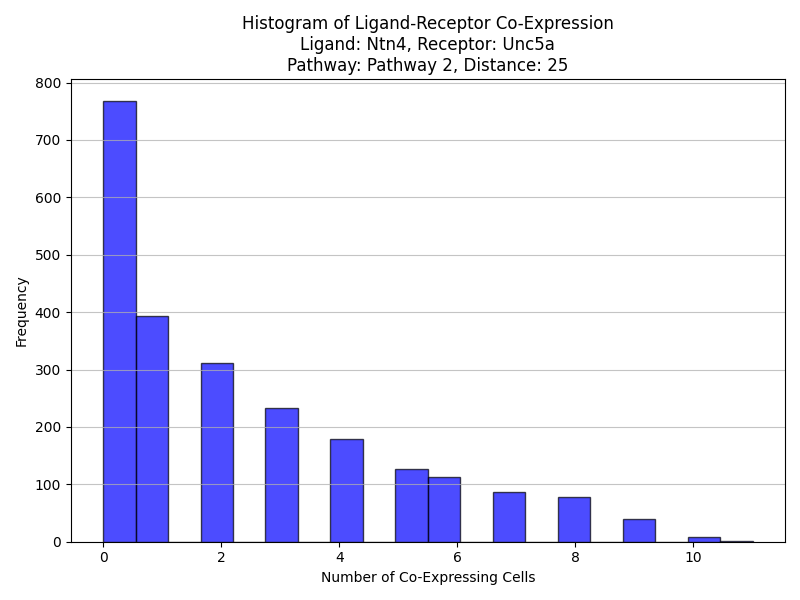 Histogram of Ligand-Receptor Co-Expression
Ligand: Ntn4, Receptor: Unc5a
Pathway: Pathway 2, Distance: 25
800
700
600
500
400
300
200
100
0
Frequency
0 2 4 6 8 10
Number of Co-Expressing Cells